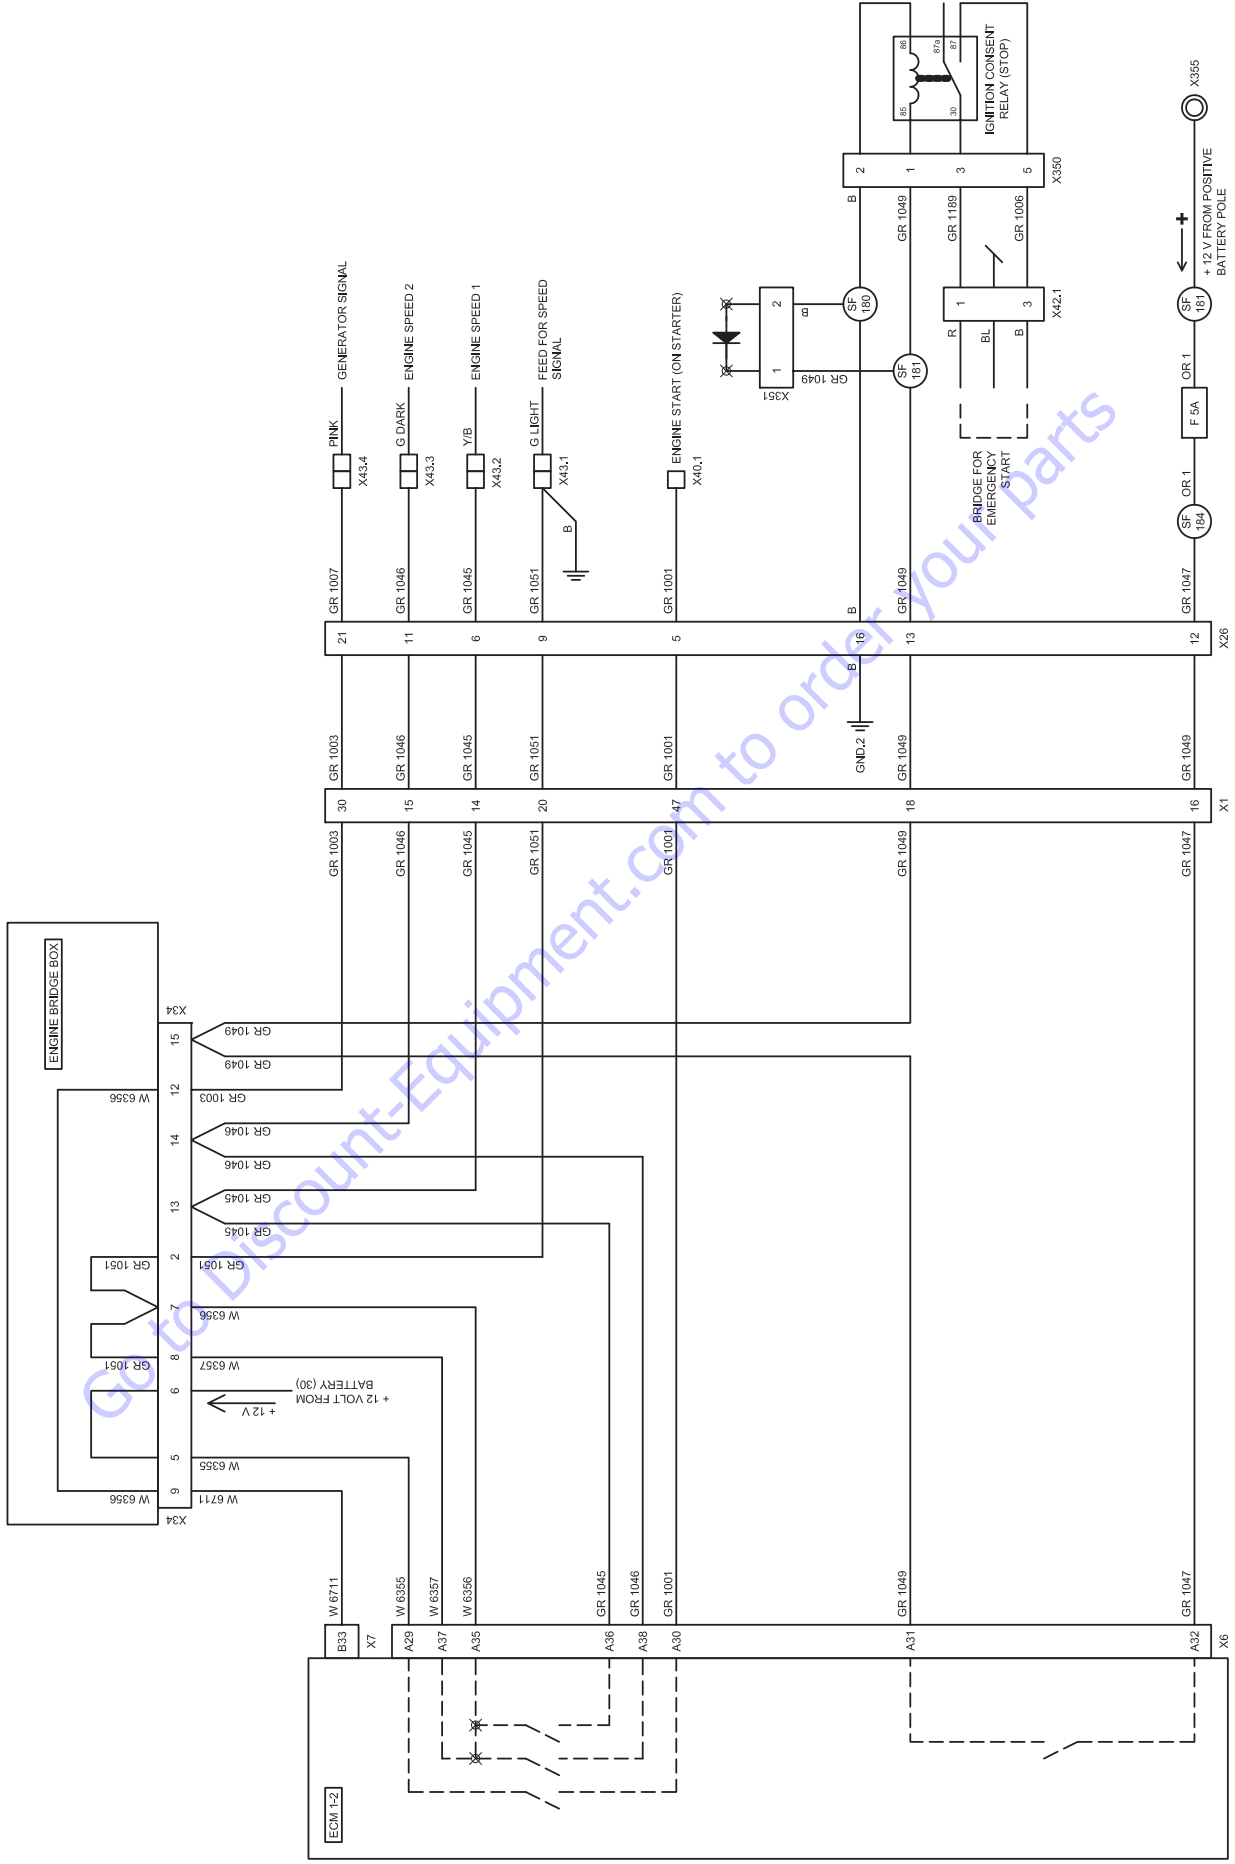 IGNITION CONSENT
RELAY (STOP)
86
87a
87
85
30
X355
2
1
3
5
X350
+
+ 12 V FROM POSITIVE
BATTERY POLE
B
GR 1049
GR 1189
GR 1006
GENERATOR SIGNAL
ENGINE SPEED 2
ENGINE SPEED 1
FEED FOR SPEED
SIGNAL
ENGINE START (ON STARTER)
PINK
X43.4
G DARK
X43.3
Y/B
X43.2
G LIGHT
X43.1
B
X40.1
1
2
X351
B
GR 1049
SF
180
SF
181
1
3
X42.1
R
BL
B
BRIDGE FOR
EMERGENCY
START
SF
181
OR 1
F 5A
OR 1
SF
184
GR 1007
GR 1046
GR 1045
GR 1051
GR 1001
B
GR 1049
GR 1047
21
11
6
9
5
16
13
12
X26
B
GND.2
GR 1003
GR 1046
GR 1045
GR 1051
GR 1001
GR 1049
GR 1049
30
15
14
20
47
18
16
X1
GR 1003
GR 1046
GR 1045
GR 1051
GR 1001
GR 1049
GR 1047
ENGINE BRIDGE BOX
X34
15
12
14
13
2
7
8
6
5
9
X34
W 6356
GR 1051
GR 1051
W 6356
GR 1049
GR 1049
GR 1003
GR 1046
GR 1046
GR 1045
GR 1045
GR 1051
W 6356
W 6357
+ 12 V
+ 12 VOLT FROM
BATTERY (30)
W 6355
W 6711
W 6711
W 6355
W 6357
W 6356
GR 1045
GR 1046
GR 1001
GR 1049
GR 1047
B33
X7
A29
A37
A35
A36
A38
A30
A31
A32
X6
ECM 1-2
Go to Discount-Equipment.com to order your parts